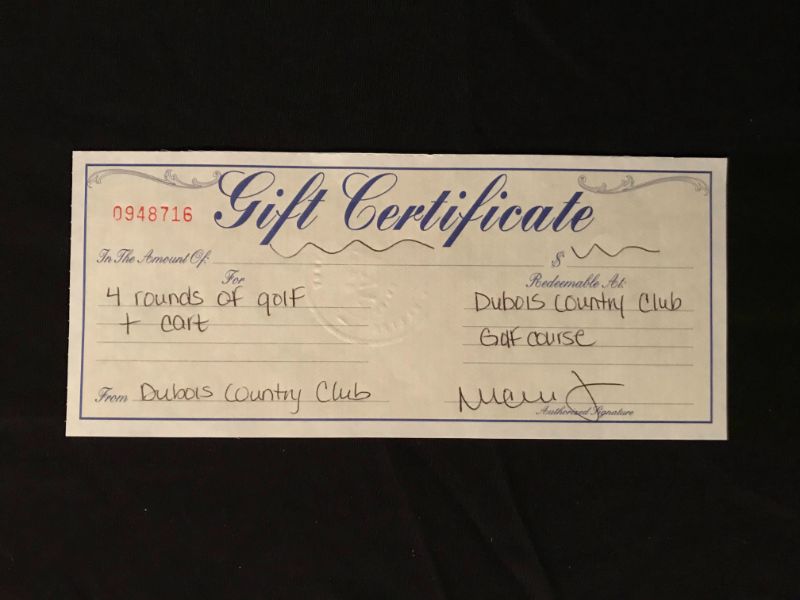 Gift Certificate
0948716
In The Amount Of:
$
For
4 rounds of golf
+ cart
Redeemable At:
Dubois Country Club
Golf course
From Dubois Country Club
Authorized Signature